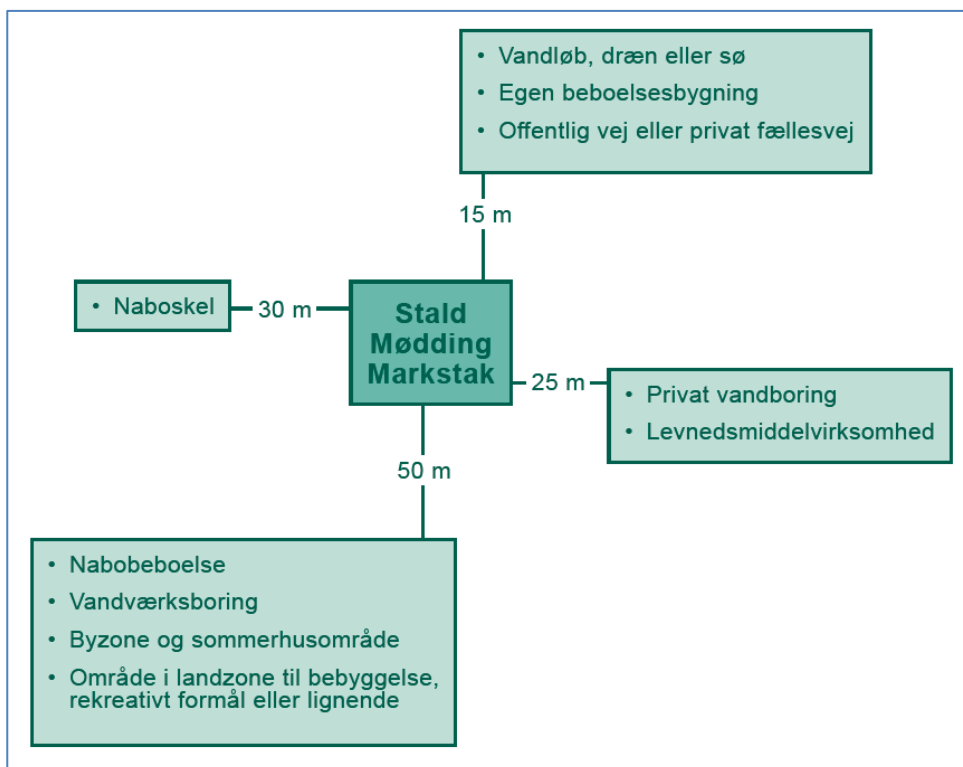 • Vandløb, dræn eller sø
• Egen beboelsesbygning
• Offentlig vej eller privat fællesvej
15 m
• Naboskel
30 m
Stald
Mødding
Markstak
25 m
• Privat vandboring
• Levnedsmiddelvirksomhed
50 m
• Nabobeboelse
• Vandværksboring
• Byzone og sommerhusområde
• Område i landzone til bebyggelse,
rekreativt formål eller lignende